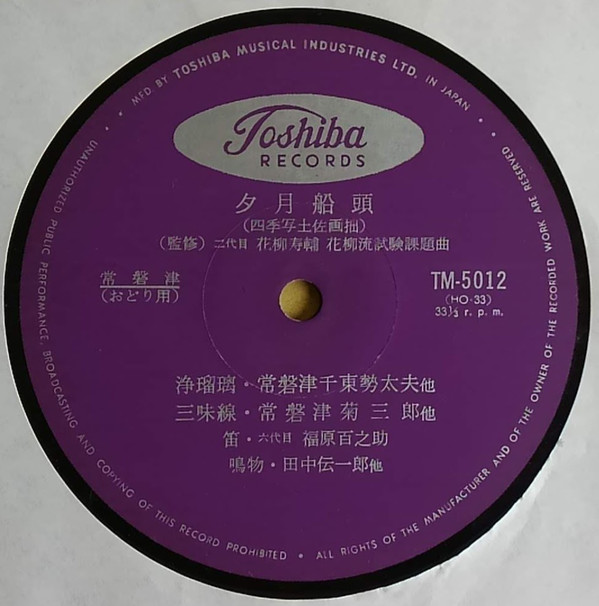 MFD BY TOSHIBA MUSICAL INDUSTRIES LTD. IN JAPAN
Toshiba
RECORDS
夕月船頭
(四季写土佐画拙)
(監修) 二代目 花柳寿輔 花柳流試験課題曲
常磐津
(おどり用)
TM-5012
(HO-33)
33⅓ r. p. m.
浄瑠璃・常磐津千東勢太夫他
三味線・常磐津菊三郎他
笛・六代目 福原百之助
鳴物・田中伝一郎他
UNAUTHORIZED PUBLIC PERFORMANCE, BROADCASTING AND COPYING OF THIS RECORD PROHIBITED • ALL RIGHTS OF THE MANUFACTURER AND OF THE OWNER OF THE RECORDED WORK ARE RESERVED